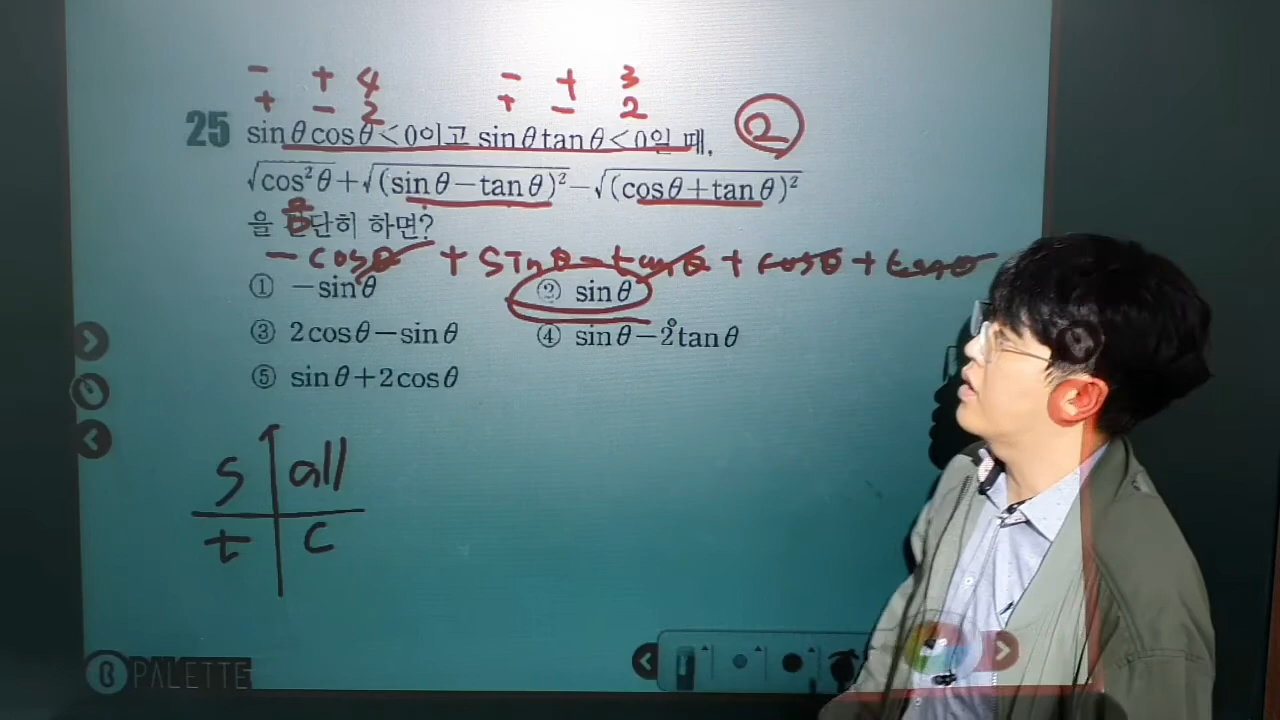 - + 4 - + 3
+ - 2 + - 2
25 sinθcosθ<0이고 sinθtanθ<0일 때, ②
√cos²θ+√(sinθ-tanθ)²-√(cosθ+tanθ)²
을 간단히 하면?
-cosθ + sinθ-tanθ + cosθ + tanθ
① -sinθ ② sinθ
③ 2cosθ-sinθ ④ sinθ-2tanθ
⑤ sinθ+2cosθ
s all
t c
PALETTE